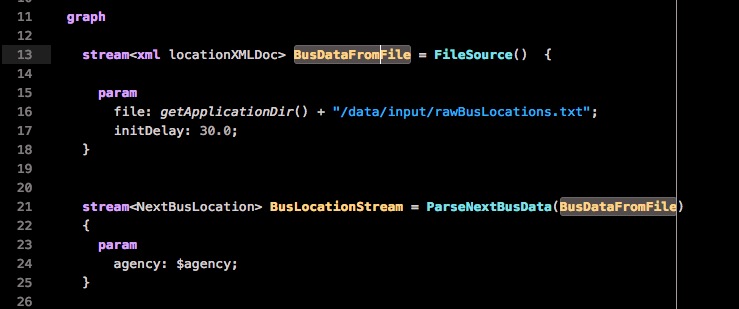 11 graph
12
13 stream<xml locationXMLDoc> BusDataFromFile = FileSource() {
14
15 param
16 file: getApplicationDir() + "/data/input/rawBusLocations.txt";
17 initDelay: 30.0;
18 }
19
20
21 stream<NextBusLocation> BusLocationStream = ParseNextBusData(BusDataFromFile)
22 {
23 param
24 agency: $agency;
25 }
26